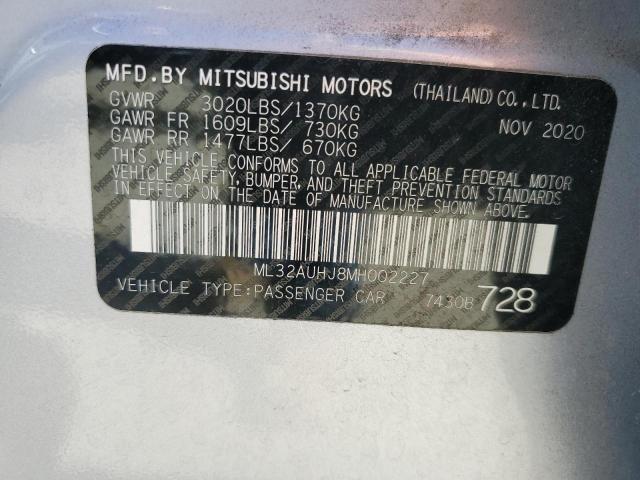 MFD.BY MITSUBISHI MOTORS (THAILAND)CO.,LTD.
GVWR 3020LBS/1370KG NOV 2020
GAWR FR 1609LBS/ 730KG
GAWR RR 1477LBS/ 670KG
THIS VEHICLE CONFORMS TO ALL APPLICABLE FEDERAL MOTOR
VEHICLE SAFETY, BUMPER, AND THEFT PREVENTION STANDARDS
IN EFFECT ON THE DATE OF MANUFACTURE SHOWN ABOVE.
ML32AUHJ8MH002227
VEHICLE TYPE:PASSENGER CAR 7430B 728